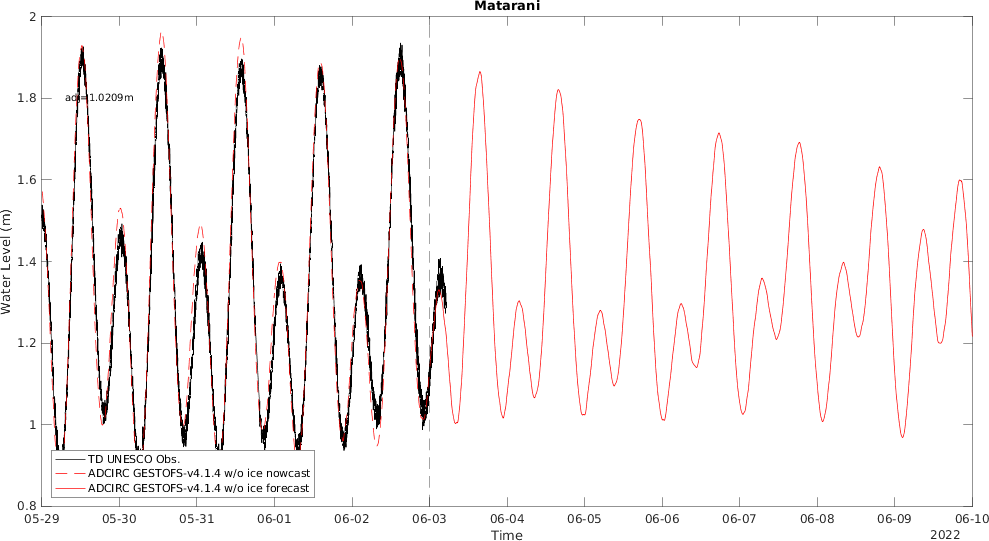 Matarani
2
1.8
1.6
1.4
1.2
1
0.8
Water Level (m)
adj=1.0209m
TD UNESCO Obs.
ADCIRC GESTOFS-v4.1.4 w/o ice nowcast
ADCIRC GESTOFS-v4.1.4 w/o ice forecast
05-29 05-30 05-31 06-01 06-02 06-03 06-04 06-05 06-06 06-07 06-08 06-09 06-10
Time
2022